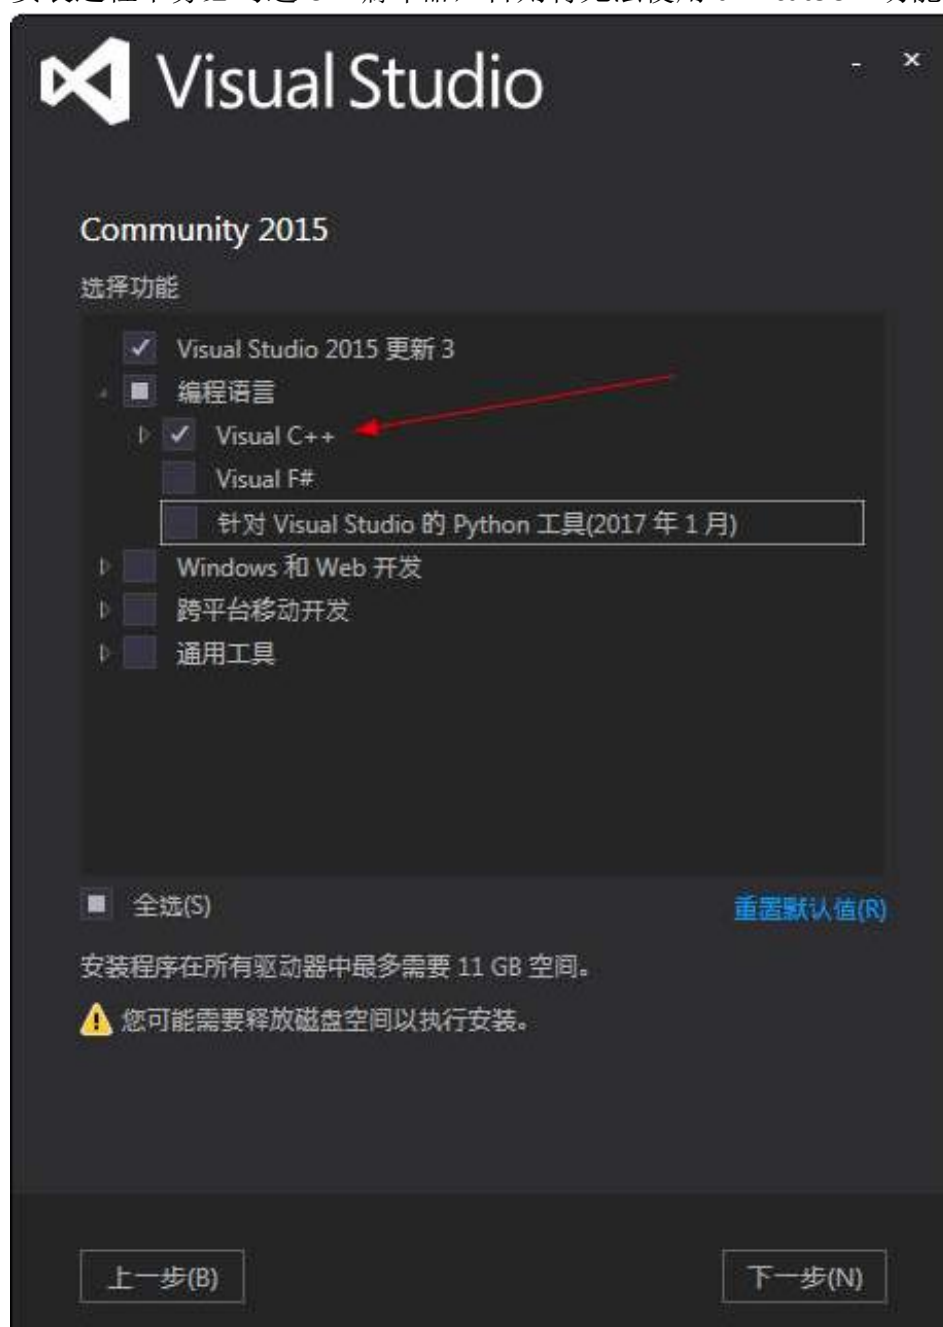 Visual Studio
Community 2015
选择功能
Visual Studio 2015 更新 3
编程语言
Visual C++
Visual F#
针对 Visual Studio 的 Python 工具(2017 年 1 月)
Windows 和 Web 开发
跨平台移动开发
通用工具
全选(S)
重置默认值(R)
安装程序在所有驱动器中最多需要 11 GB 空间。
您可能需要释放磁盘空间以执行安装。
上一步(B)
下一步(N)